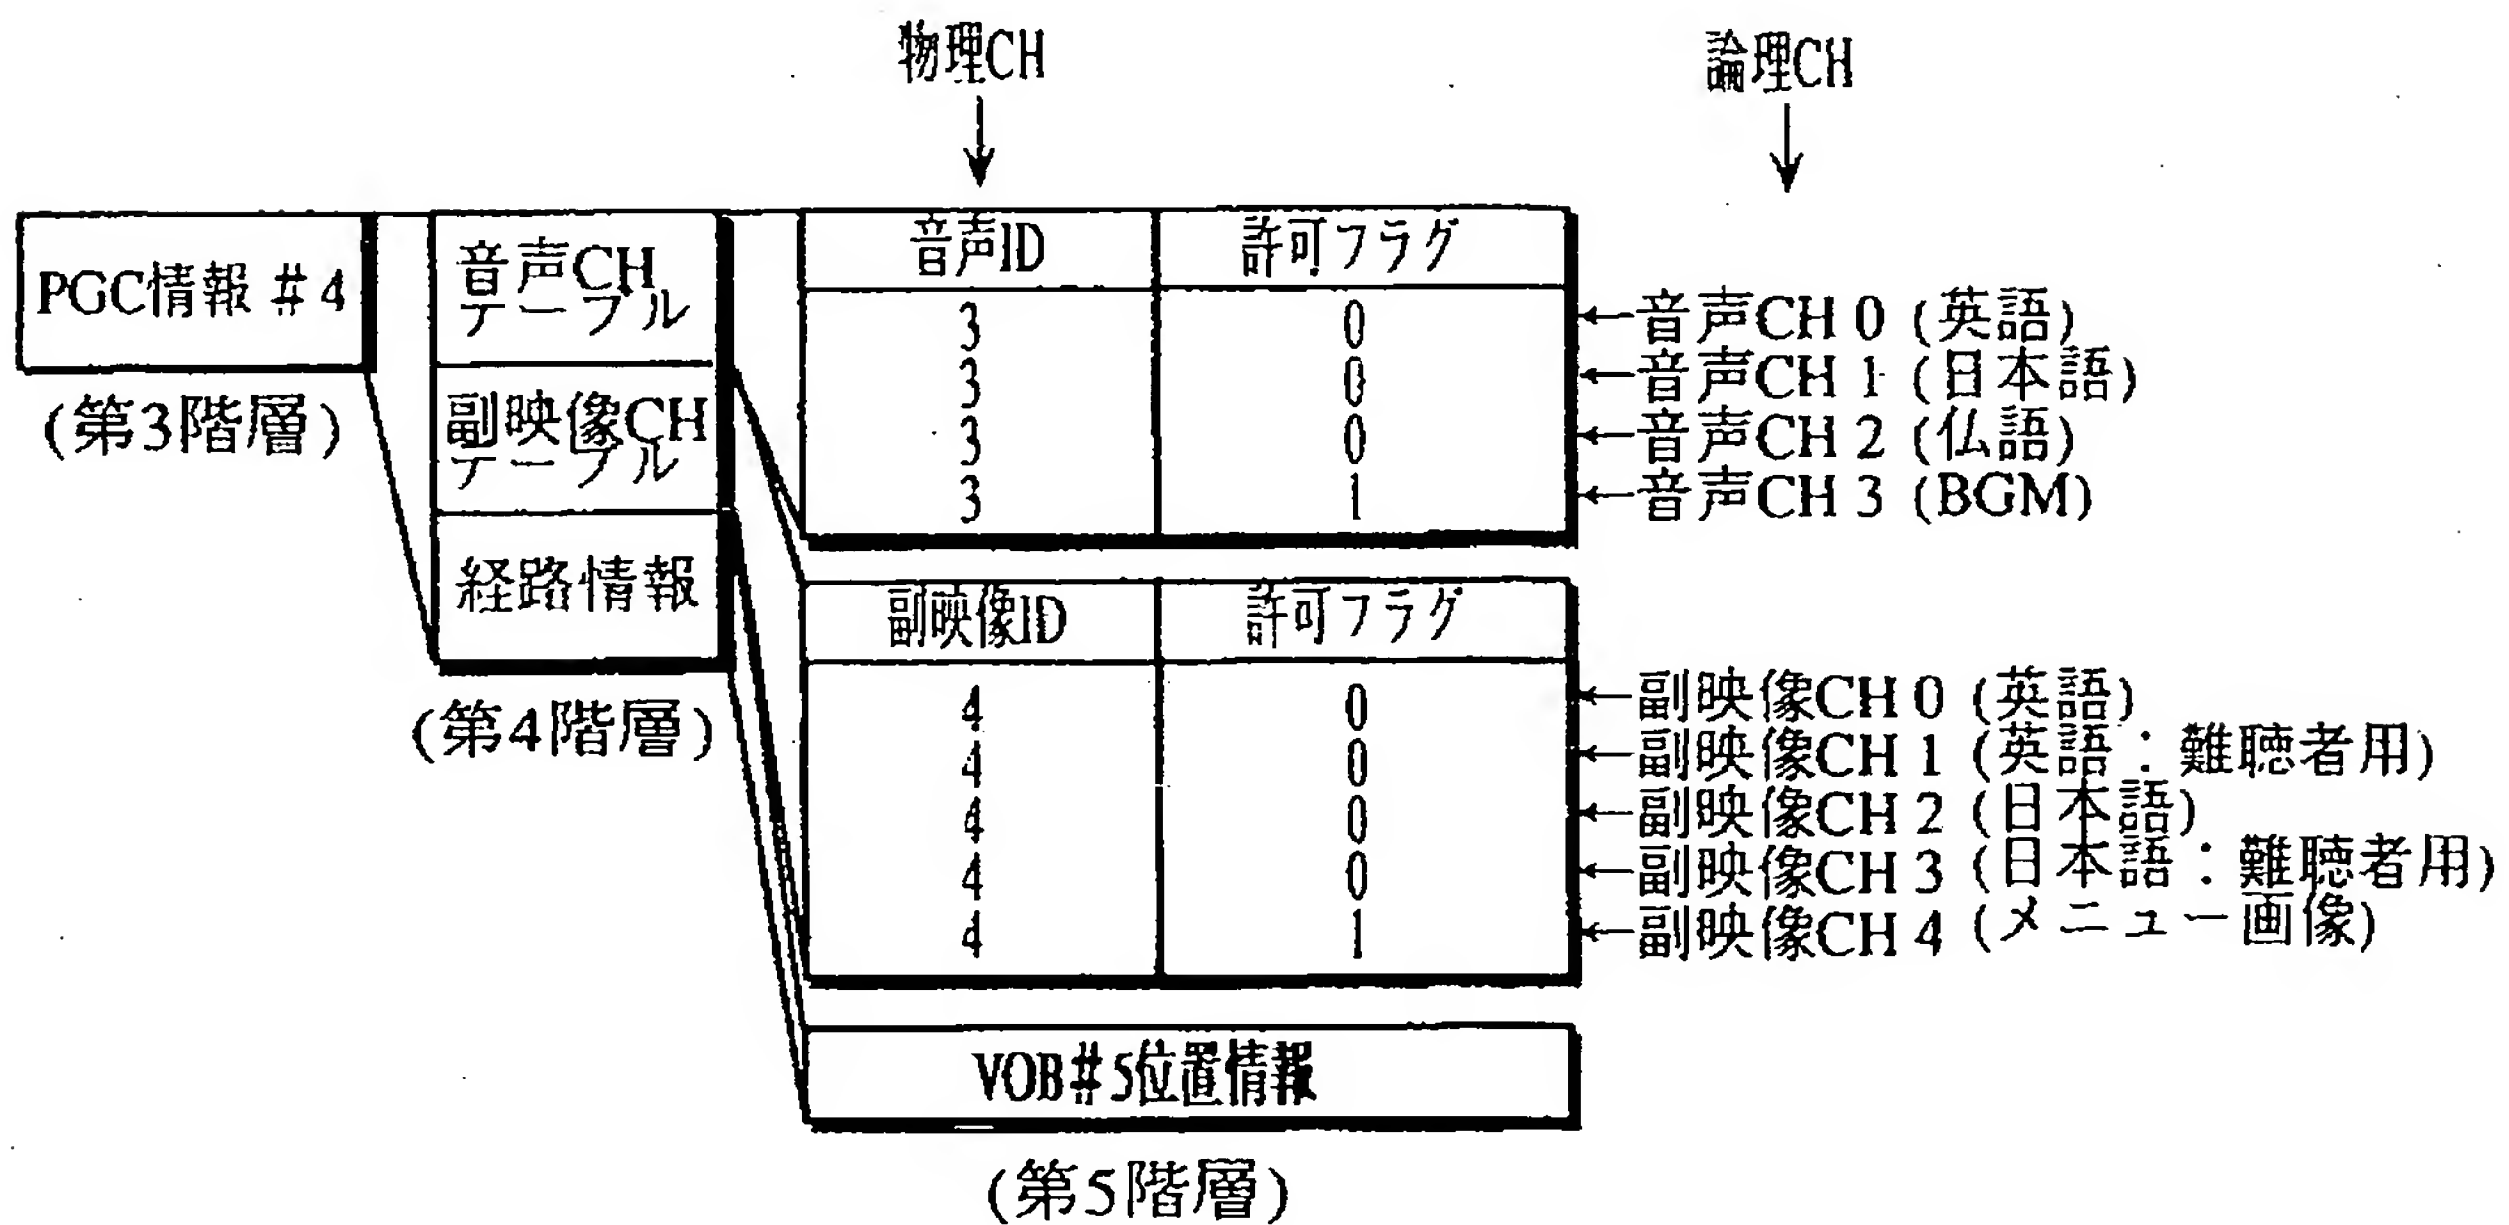 物理CH
論理CH
PGC情報 #4
(第3階層)
音声CH
テーブル
副映像CH
テーブル
経路情報
(第4階層)
音声ID 許可フラグ
3 0 ←音声CH 0 (英語)
3 0 ←音声CH 1 (日本語)
3 0 ←音声CH 2 (仏語)
3 1 ←音声CH 3 (BGM)
副映像ID 許可フラグ
4 0 ←副映像CH 0 (英語)
4 0 ←副映像CH 1 (英語：難聴者用)
4 0 ←副映像CH 2 (日本語)
4 0 ←副映像CH 3 (日本語：難聴者用)
4 1 ←副映像CH 4 (メニュー画像)
VOB#5位置情報
(第5階層)